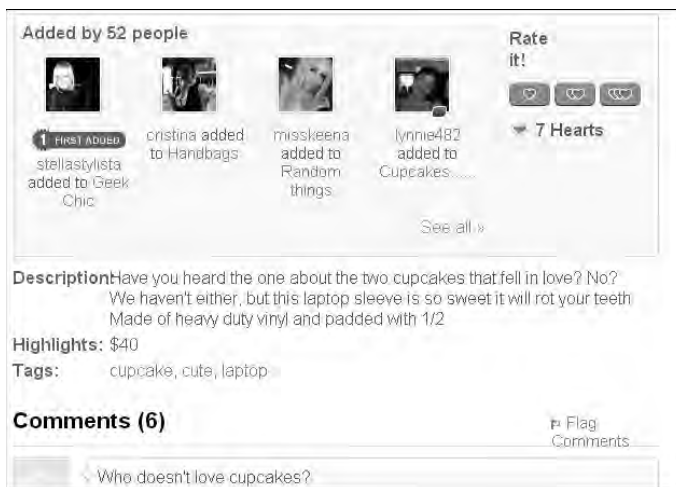 Added by 52 people
Rate
it!
1 FIRST ADDED
stellastylista
added to Geek
Chic
cristina added
to Handbags
misskeena
added to
Random
things
lynnie482
added to
Cupcakes......
7 Hearts
See all »
Description: Have you heard the one about the two cupcakes that fell in love? No?
We haven't either, but this laptop sleeve is so sweet it will rot your teeth
Made of heavy duty vinyl and padded with 1/2
Highlights: $40
Tags: cupcake, cute, laptop
Comments (6)
Flag
Comments
Who doesn't love cupcakes?